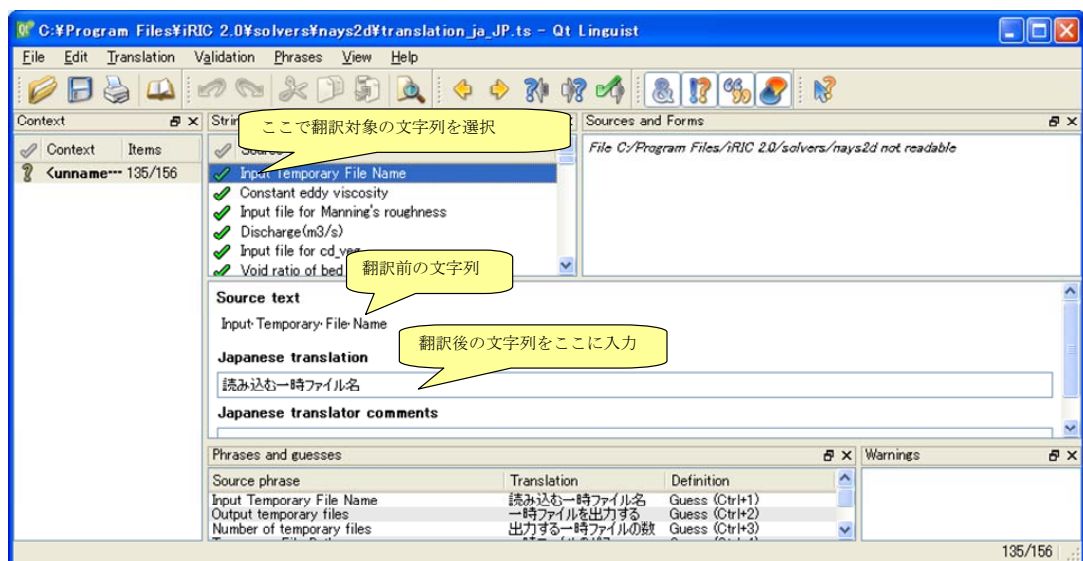 C:¥Program Files¥iRIC 2.0¥solvers¥nays2d¥translation_ja_JP.ts - Qt Linguist
File Edit Translation Validation Phrases View Help
Context
Context Items
<unname… 135/156
ここで翻訳対象の文字列を選択
Input Temporary File Name
Constant eddy viscosity
Input file for Manning's roughness
Discharge(m3/s)
Input file for cd_veg
Void ratio of bed
Sources and Forms
File C:/Program Files/iRIC 2.0/solvers/nays2d not readable
翻訳前の文字列
Source text
Input·Temporary·File·Name
翻訳後の文字列をここに入力
Japanese translation
読み込む一時ファイル名
Japanese translator comments
Phrases and guesses
Source phrase Translation Definition
Input Temporary File Name 読み込む一時ファイル名 Guess (Ctrl+1)
Output temporary files 一時ファイルを出力する Guess (Ctrl+2)
Number of temporary files 出力する一時ファイルの数 Guess (Ctrl+3)
Warnings
135/156